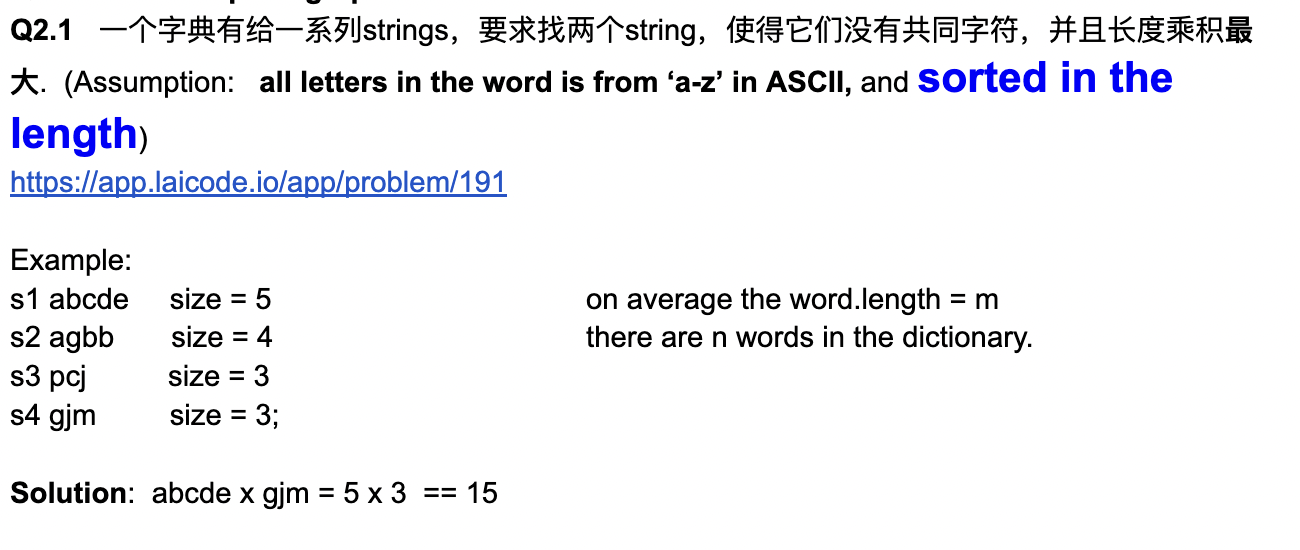 Q2.1 一个字典有给一系列strings，要求找两个string，使得它们没有共同字符，并且长度乘积最
大. (Assumption: all letters in the word is from ‘a-z’ in ASCII, and sorted in the
length)
https://app.laicode.io/app/problem/191
Example:
s1 abcde size = 5 on average the word.length = m
s2 agbb size = 4 there are n words in the dictionary.
s3 pcj size = 3
s4 gjm size = 3;
Solution: abcde x gjm = 5 x 3 == 15